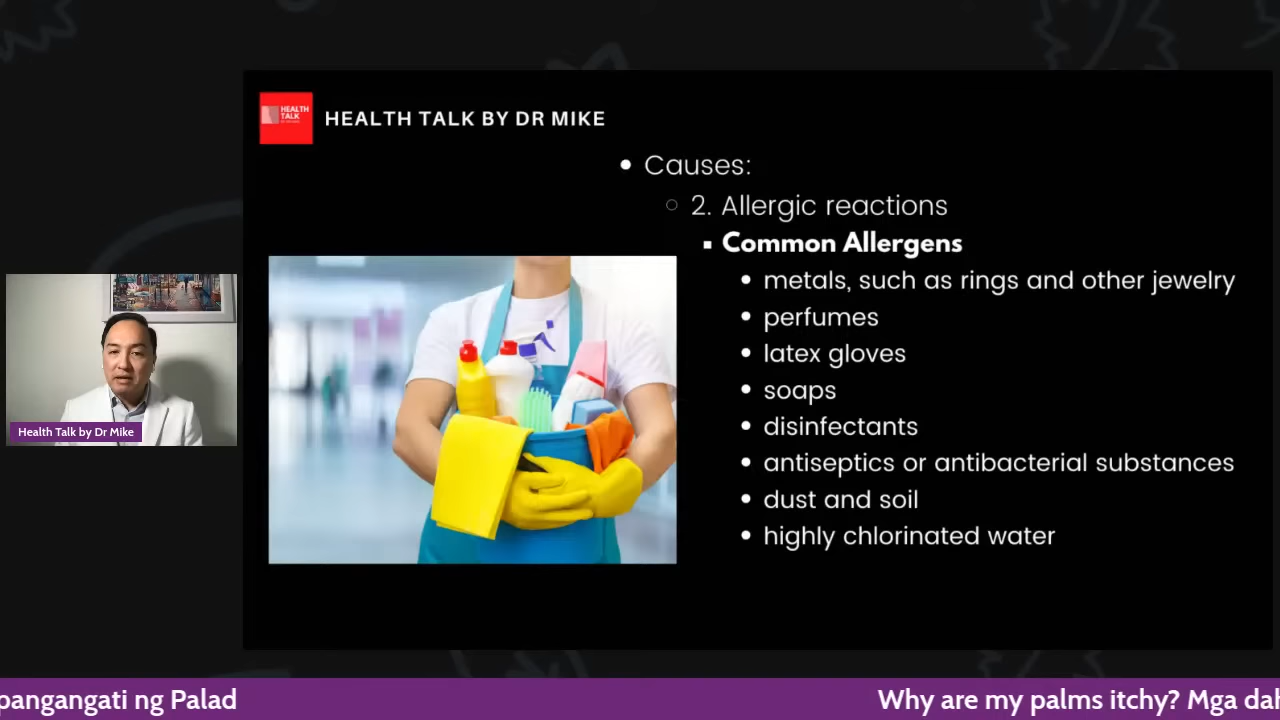 HEALTH
TALK
HEALTH TALK BY DR MIKE
Causes:
2. Allergic reactions
Common Allergens
metals, such as rings and other jewelry
perfumes
latex gloves
soaps
disinfectants
antiseptics or antibacterial substances
dust and soil
highly chlorinated water
Health Talk by Dr Mike
pangangati ng Palad
Why are my palms itchy? Mga dah